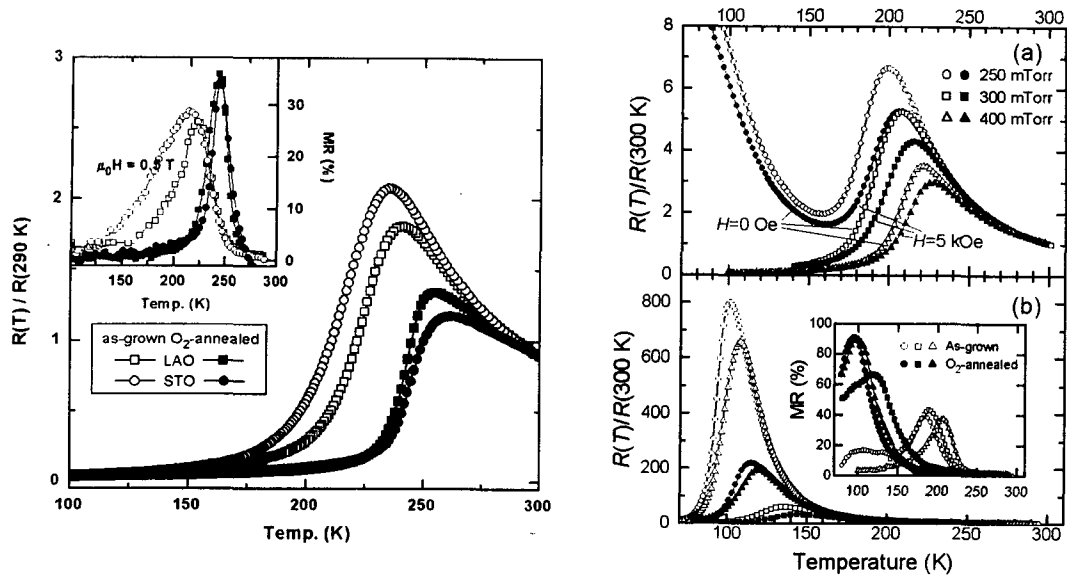 3
2
1
0
R(T) / R(290 K)
100 150 200 250 300
Temp. (K)
μ₀H = 0.5 T
30
20
10
0
MR (%)
150 200 250
Temp. (K)
as-grown O₂-annealed
LAO
STO
100 150 200 250 300
(a)
8
6
4
2
0
R(T)/R(300 K)
250 mTorr
300 mTorr
400 mTorr
H=0 Oe
H=5 kOe
(b)
800
600
400
200
0
R(T)/R(300 K)
100
80
60
40
20
0
MR (%)
As-grown
O₂-annealed
100 150 200 250 300
100 150 200 250 300
Temperature (K)